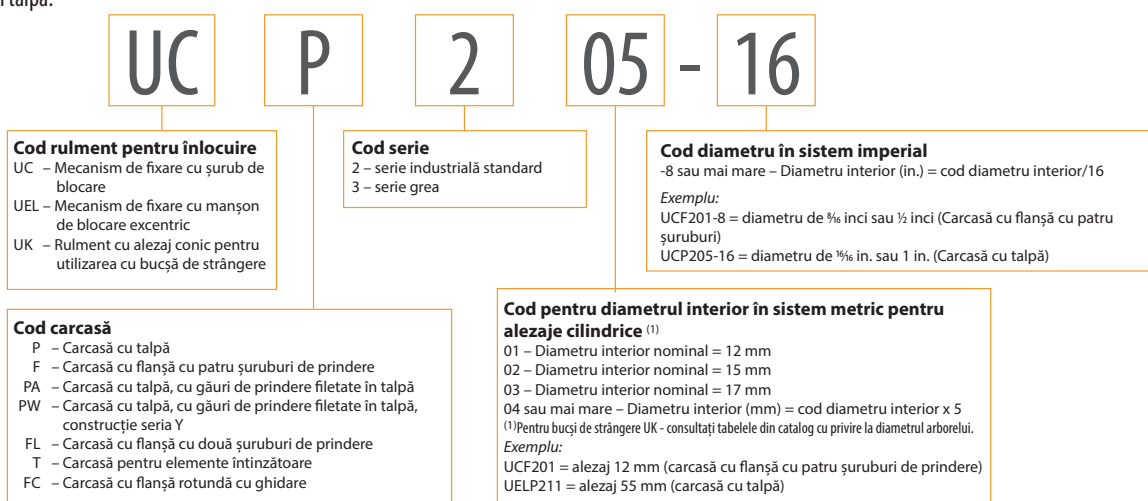 UC P 2 05 - 16
Cod rulment pentru înlocuire
UC – Mecanism de fixare cu șurub de
blocare
UEL – Mecanism de fixare cu manșon
de blocare excentric
UK – Rulment cu alezaj conic pentru
utilizarea cu bucșă de strângere
Cod serie
2 – serie industrială standard
3 – serie grea
Cod diametru în sistem imperial
-8 sau mai mare – Diametru interior (in.) = cod diametru interior/16
Exemplu:
UCF201-8 = diametru de 8/16 inci sau ½ inci (Carcasă cu flanșă cu patru
șuruburi)
UCP205-16 = diametru de 16/16 in. sau 1 in. (Carcasă cu talpă)
Cod carcasă
P – Carcasă cu talpă
F – Carcasă cu flanșă cu patru șuruburi de prindere
PA – Carcasă cu talpă, cu găuri de prindere filetate în talpă
PW – Carcasă cu talpă, cu găuri de prindere filetate în talpă,
construcție seria Y
FL – Carcasă cu flanșă cu două șuruburi de prindere
T – Carcasă pentru elemente întinzătoare
FC – Carcasă cu flanșă rotundă cu ghidare
Cod pentru diametrul interior în sistem metric pentru
alezaje cilindrice (1)
01 – Diametru interior nominal = 12 mm
02 – Diametru interior nominal = 15 mm
03 – Diametru interior nominal = 17 mm
04 sau mai mare – Diametru interior (mm) = cod diametru interior x 5
(1)Pentru bucși de strângere UK - consultați tabelele din catalog cu privire la diametrul arborelui.
Exemplu:
UCF201 = alezaj 12 mm (carcasă cu flanșă cu patru șuruburi de prindere)
UELP211 = alezaj 55 mm (carcasă cu talpă)